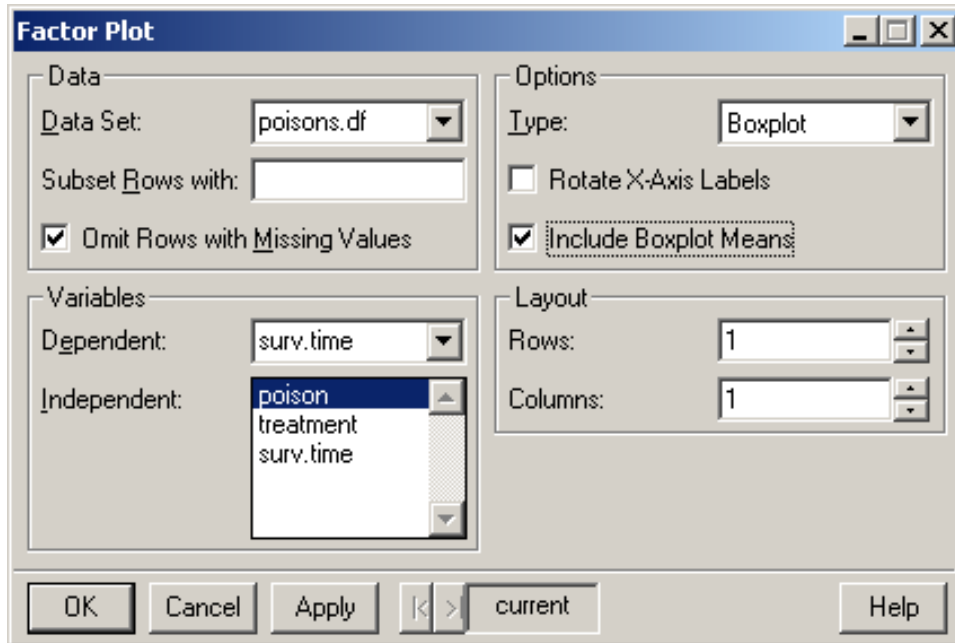 Factor Plot
Data
Data Set: poisons.df
Subset Rows with:
Omit Rows with Missing Values
Options
Type: Boxplot
Rotate X-Axis Labels
Include Boxplot Means
Variables
Dependent: surv.time
Independent: poison
treatment
surv.time
Layout
Rows: 1
Columns: 1
OK Cancel Apply current Help